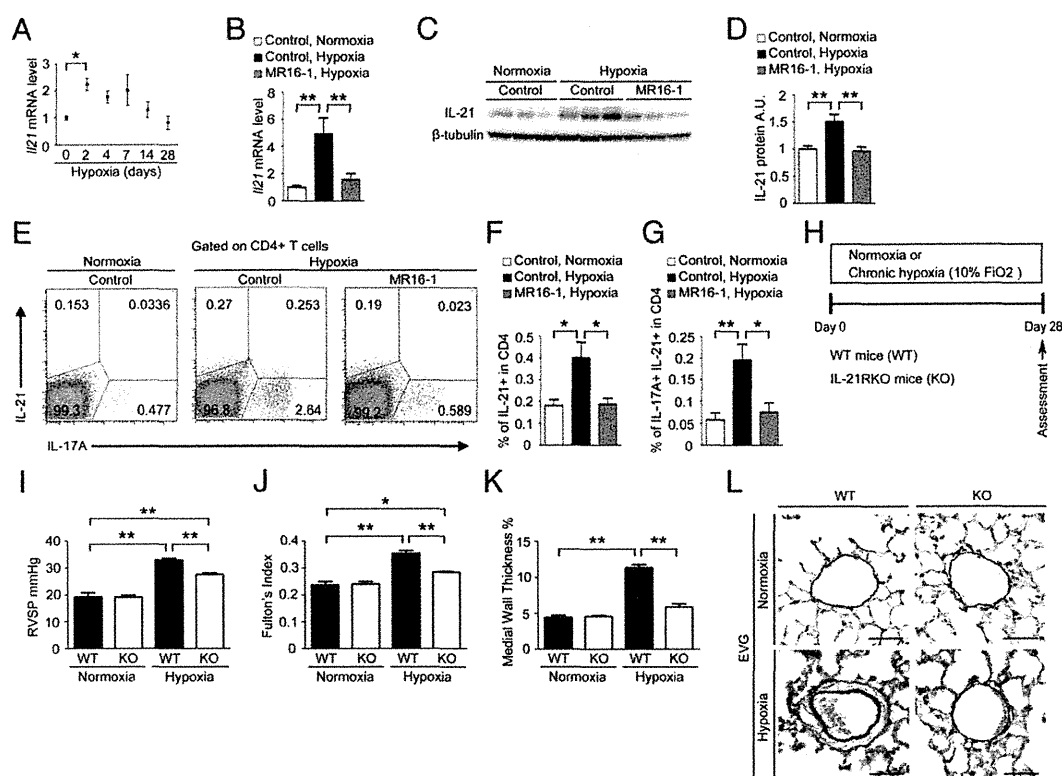 A
*
Il21 mRNA level
3
2
1
0
0 2 4 7 14 28
Hypoxia (days)
B
Control, Normoxia
Control, Hypoxia
MR16-1, Hypoxia
** **
Il21 mRNA level
8
6
4
2
0
C
Normoxia Hypoxia
Control Control MR16-1
IL-21
β-tubulin
D
Control, Normoxia
Control, Hypoxia
MR16-1, Hypoxia
** **
IL-21 protein A.U.
2
1.5
1
0.5
0
E
Gated on CD4+ T cells
Normoxia Hypoxia
Control Control MR16-1
0.153 0.0336 0.27 0.253 0.19 0.023
99.3 0.477 96.8 2.64 99.2 0.589
IL-21
IL-17A
F
G
Control, Normoxia
Control, Hypoxia
MR16-1, Hypoxia
* *
% of IL-21+ in CD4
0.5
0.4
0.3
0.2
0.1
0
** *
% of IL-17A+ IL-21+ in CD4
0.25
0.2
0.15
0.1
0.05
0
H
Normoxia or
Chronic hypoxia (10% FiO2 )
Day 0 Day 28
WT mice (WT)
IL-21RKO mice (KO)
Assessment
I
**
** **
RVSP mmHg
40
30
20
10
0
WT KO WT KO
Normoxia Hypoxia
J
*
** **
Fulton's Index
0.4
0.3
0.2
0.1
0
WT KO WT KO
Normoxia Hypoxia
K
** **
Medial Wall Thickness %
15
10
5
0
WT KO WT KO
Normoxia Hypoxia
L
WT KO
Normoxia
EVG
Hypoxia